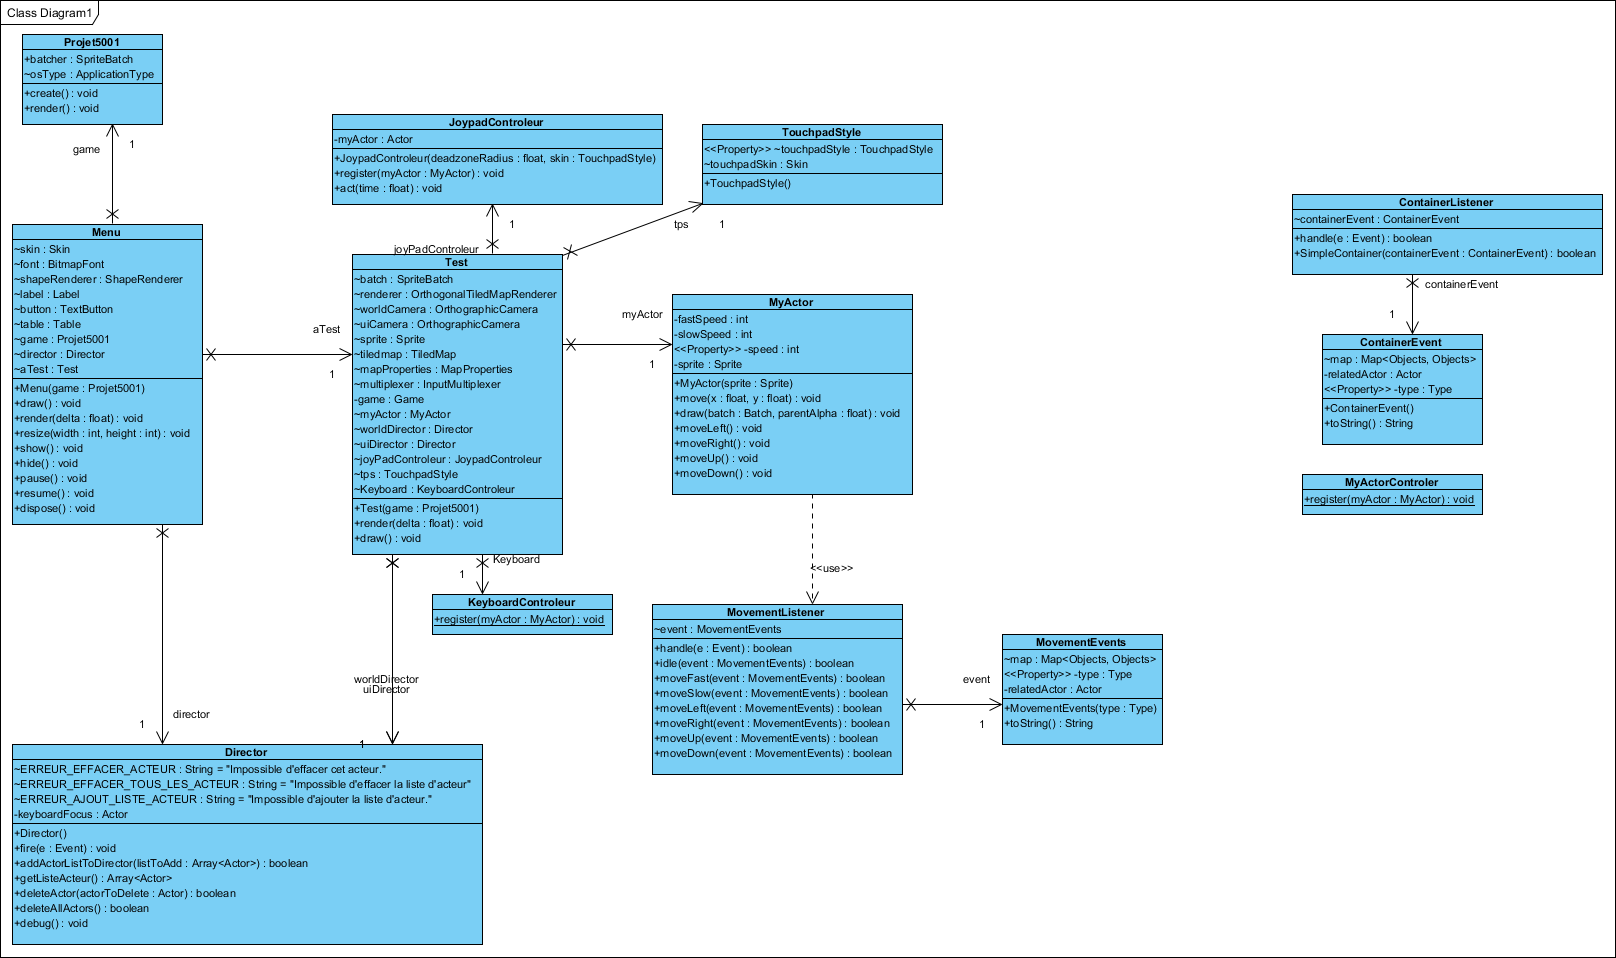 Class Diagram1
Projet5001
+batcher : SpriteBatch
~osType : ApplicationType
+create() : void
+render() : void
1
game
Menu
~skin : Skin
~font : BitmapFont
~shapeRenderer : ShapeRenderer
~label : Label
~button : TextButton
~table : Table
~game : Projet5001
~director : Director
~aTest : Test
+Menu(game : Projet5001)
+draw() : void
+render(delta : float) : void
+resize(width : int, height : int) : void
+show() : void
+hide() : void
+pause() : void
+resume() : void
+dispose() : void
aTest
1
director
1
JoypadControleur
-myActor : Actor
+JoypadControleur(deadzoneRadius : float, skin : TouchpadStyle)
+register(myActor : MyActor) : void
+act(time : float) : void
1
joyPadControleur
TouchpadStyle
<<Property>> ~touchpadStyle : TouchpadStyle
~touchpadSkin : Skin
+TouchpadStyle()
tps
1
Test
~batch : SpriteBatch
~renderer : OrthogonalTiledMapRenderer
~worldCamera : OrthographicCamera
~uiCamera : OrthographicCamera
~sprite : Sprite
~tiledmap : TiledMap
~mapProperties : MapProperties
~multiplexer : InputMultiplexer
-game : Game
~myActor : MyActor
~worldDirector : Director
~uiDirector : Director
~joyPadControleur : JoypadControleur
~tps : TouchpadStyle
~Keyboard : KeyboardControleur
+Test(game : Projet5001)
+render(delta : float) : void
+draw() : void
myActor
1
MyActor
-fastSpeed : int
-slowSpeed : int
<<Property>> -speed : int
-sprite : Sprite
+MyActor(sprite : Sprite)
+move(x : float, y : float) : void
+draw(batch : Batch, parentAlpha : float) : void
+moveLeft() : void
+moveRight() : void
+moveUp() : void
+moveDown() : void
<<use>>
Keyboard
1
KeyboardControleur
+register(myActor : MyActor) : void
worldDirector
uiDirector
1
MovementListener
~event : MovementEvents
+handle(e : Event) : boolean
+idle(event : MovementEvents) : boolean
+moveFast(event : MovementEvents) : boolean
+moveSlow(event : MovementEvents) : boolean
+moveLeft(event : MovementEvents) : boolean
+moveRight(event : MovementEvents) : boolean
+moveUp(event : MovementEvents) : boolean
+moveDown(event : MovementEvents) : boolean
event
1
MovementEvents
~map : Map<Objects, Objects>
<<Property>> -type : Type
-relatedActor : Actor
+MovementEvents(type : Type)
+toString() : String
ContainerListener
~containerEvent : ContainerEvent
+handle(e : Event) : boolean
+SimpleContainer(containerEvent : ContainerEvent) : boolean
containerEvent
1
ContainerEvent
~map : Map<Objects, Objects>
-relatedActor : Actor
<<Property>> -type : Type
+ContainerEvent()
+toString() : String
MyActorControler
+register(myActor : MyActor) : void
Director
~ERREUR_EFFACER_ACTEUR : String = "Impossible d'effacer cet acteur."
~ERREUR_EFFACER_TOUS_LES_ACTEUR : String = "Impossible d'effacer la liste d'acteur"
~ERREUR_AJOUT_LISTE_ACTEUR : String = "Impossible d'ajouter la liste d'acteur."
-keyboardFocus : Actor
+Director()
+fire(e : Event) : void
+addActorListToDirector(listToAdd : Array<Actor>) : boolean
+getListeActeur() : Array<Actor>
+deleteActor(actorToDelete : Actor) : boolean
+deleteAllActors() : boolean
+debug() : void